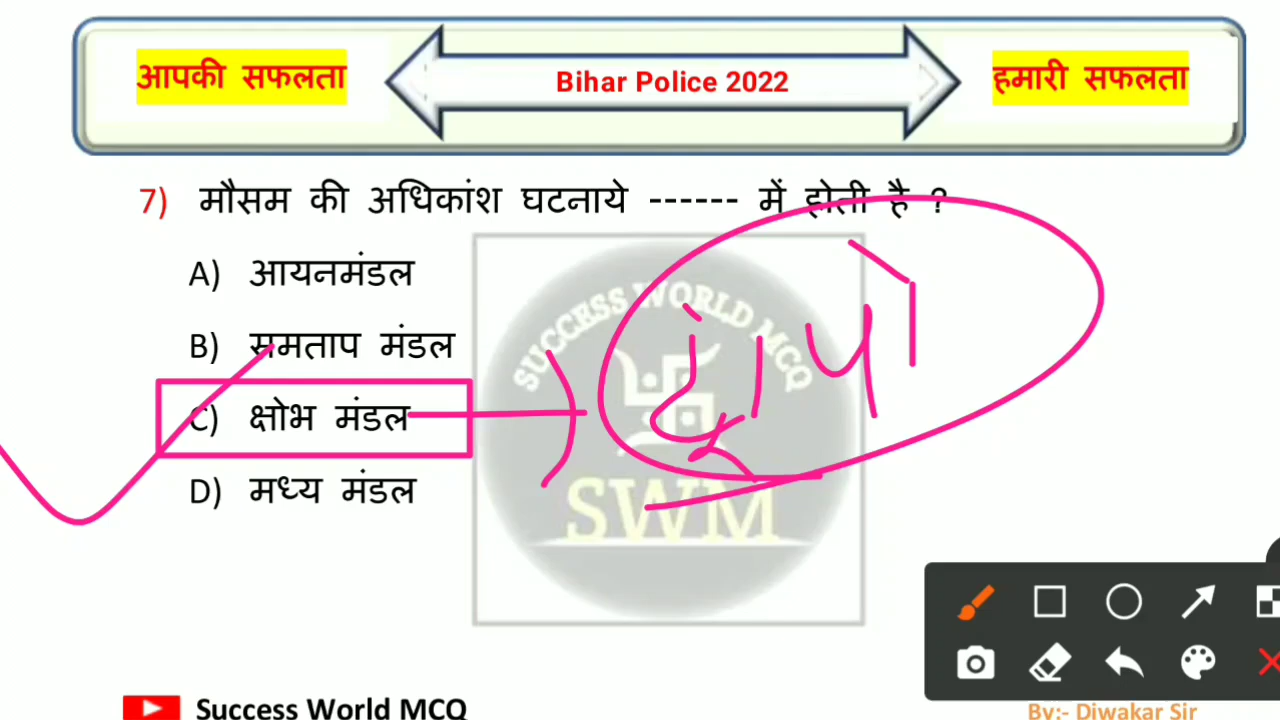 आपकी सफलता
Bihar Police 2022
हमारी सफलता
7) मौसम की अधिकांश घटनाये ------ में होती है ?
A) आयनमंडल
B) समताप मंडल
C) क्षोभ मंडल
D) मध्य मंडल
SUCCESS WORLD MCQ
SWM
Success World MCQ
By:- Diwakar Sir